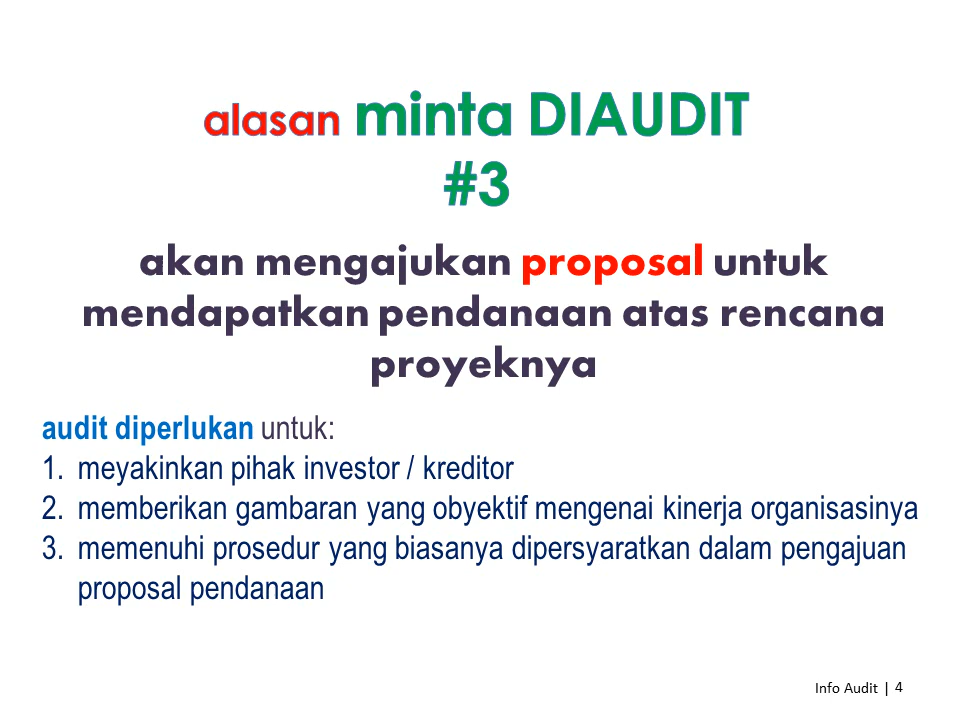 alasan minta DIAUDIT
#3
akan mengajukan proposal untuk
mendapatkan pendanaan atas rencana
proyeknya
audit diperlukan untuk:
1. meyakinkan pihak investor / kreditor
2. memberikan gambaran yang obyektif mengenai kinerja organisasinya
3. memenuhi prosedur yang biasanya dipersyaratkan dalam pengajuan
proposal pendanaan
Info Audit | 4